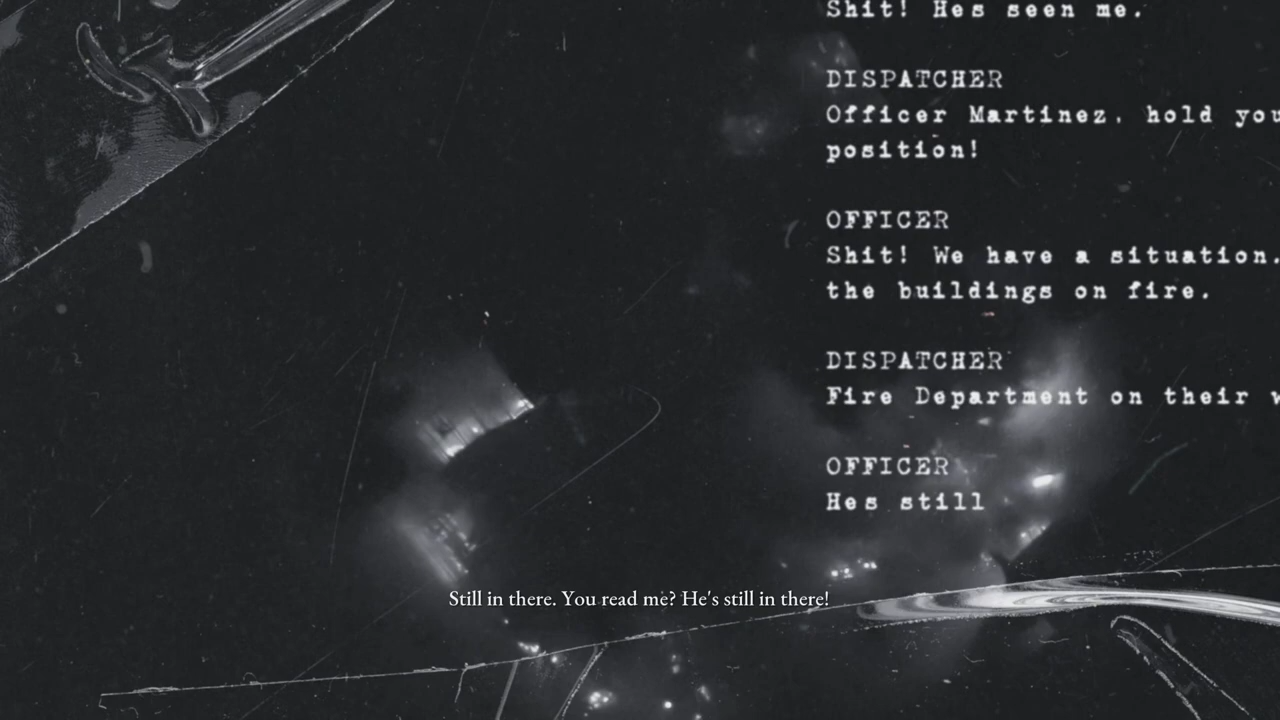 Shit! Hes seen me.
DISPATCHER
Officer Martinez, hold you
position!
OFFICER
Shit! We have a situation.
the buildings on fire.
DISPATCHER
Fire Department on their w
OFFICER
Hes still
Still in there. You read me? He's still in there!